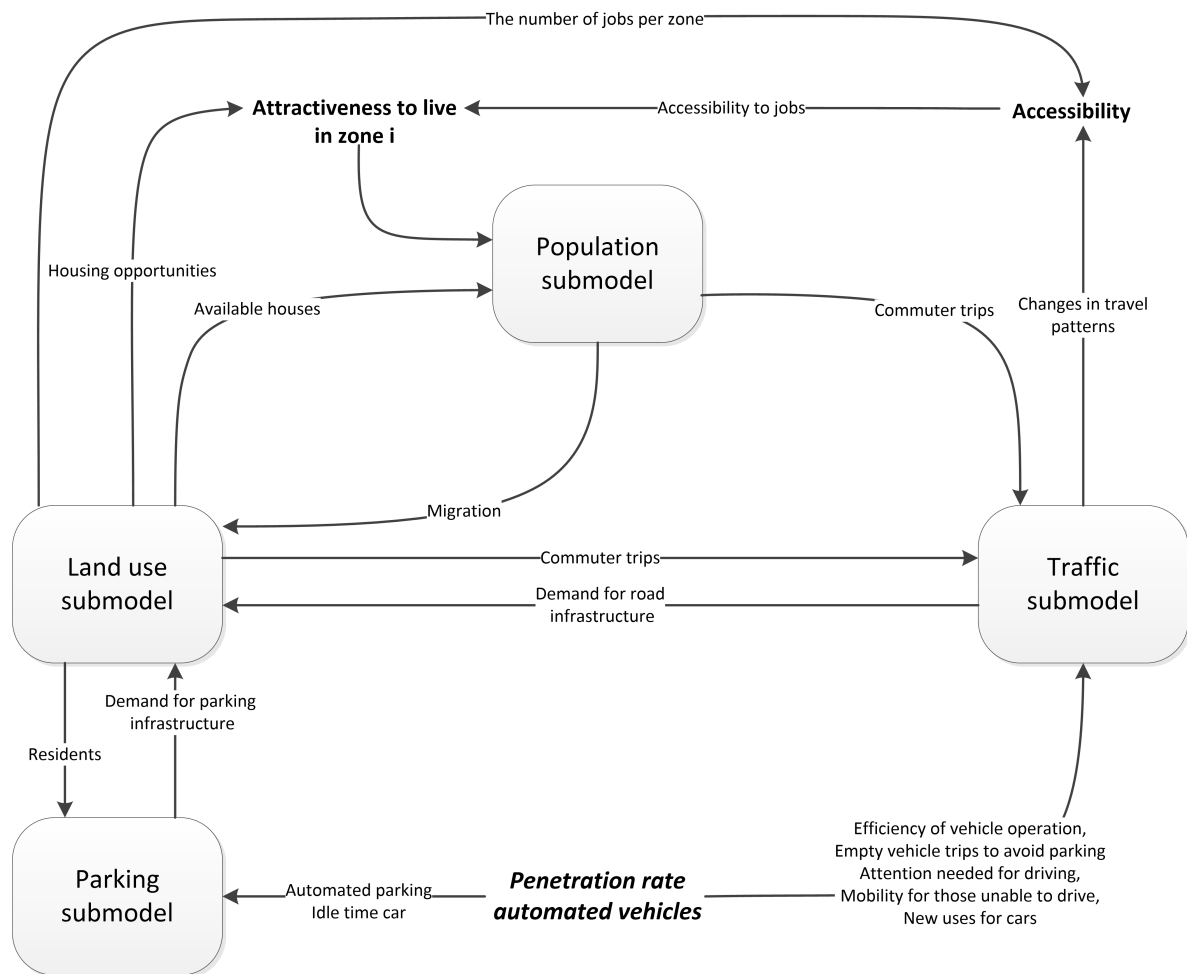 The number of jobs per zone
Attractiveness to live
in zone i
Accessibility to jobs
Accessibility
Population
submodel
Housing opportunities
Available houses
Commuter trips
Changes in travel
patterns
Migration
Land use
submodel
Commuter trips
Demand for road
infrastructure
Traffic
submodel
Demand for parking
infrastructure
Residents
Parking
submodel
Automated parking
Idle time car
Penetration rate
automated vehicles
Efficiency of vehicle operation,
Empty vehicle trips to avoid parking
Attention needed for driving,
Mobility for those unable to drive,
New uses for cars